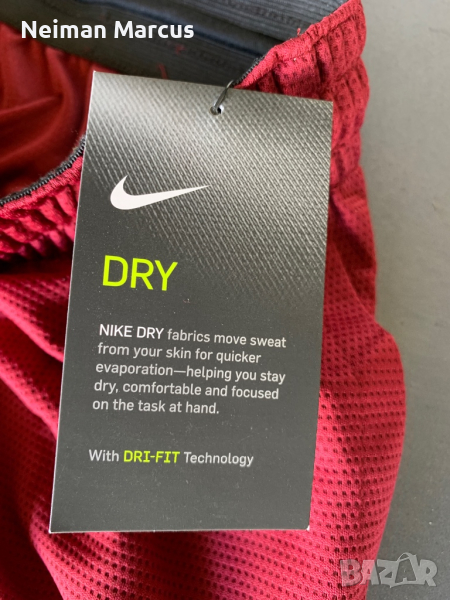 Neiman Marcus
DRY
NIKE DRY fabrics move sweat
from your skin for quicker
evaporation—helping you stay
dry, comfortable and focused
on the task at hand.
With DRI-FIT Technology
BAZAR